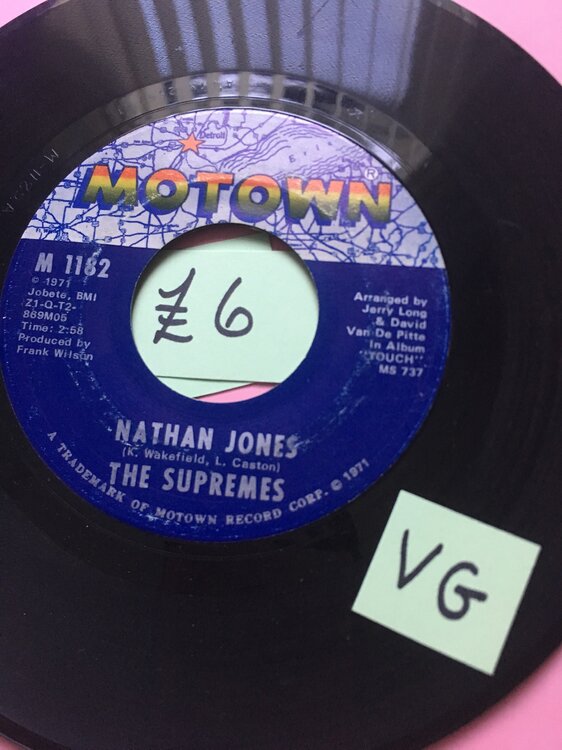 Detroit
MOTOWN®
M 1182
© 1971
Jobete, BMI
Z1-Q-T2-
869M05
Time: 2:58
Produced by
Frank Wilson
Arranged by
Jerry Long
& David
Van De Pitte
In Album
"TOUCH"
MS 737
Z 6
NATHAN JONES
(K. Wakefield, L. Caston)
THE SUPREMES
A TRADEMARK OF MOTOWN RECORD CORP. © 1971
VG